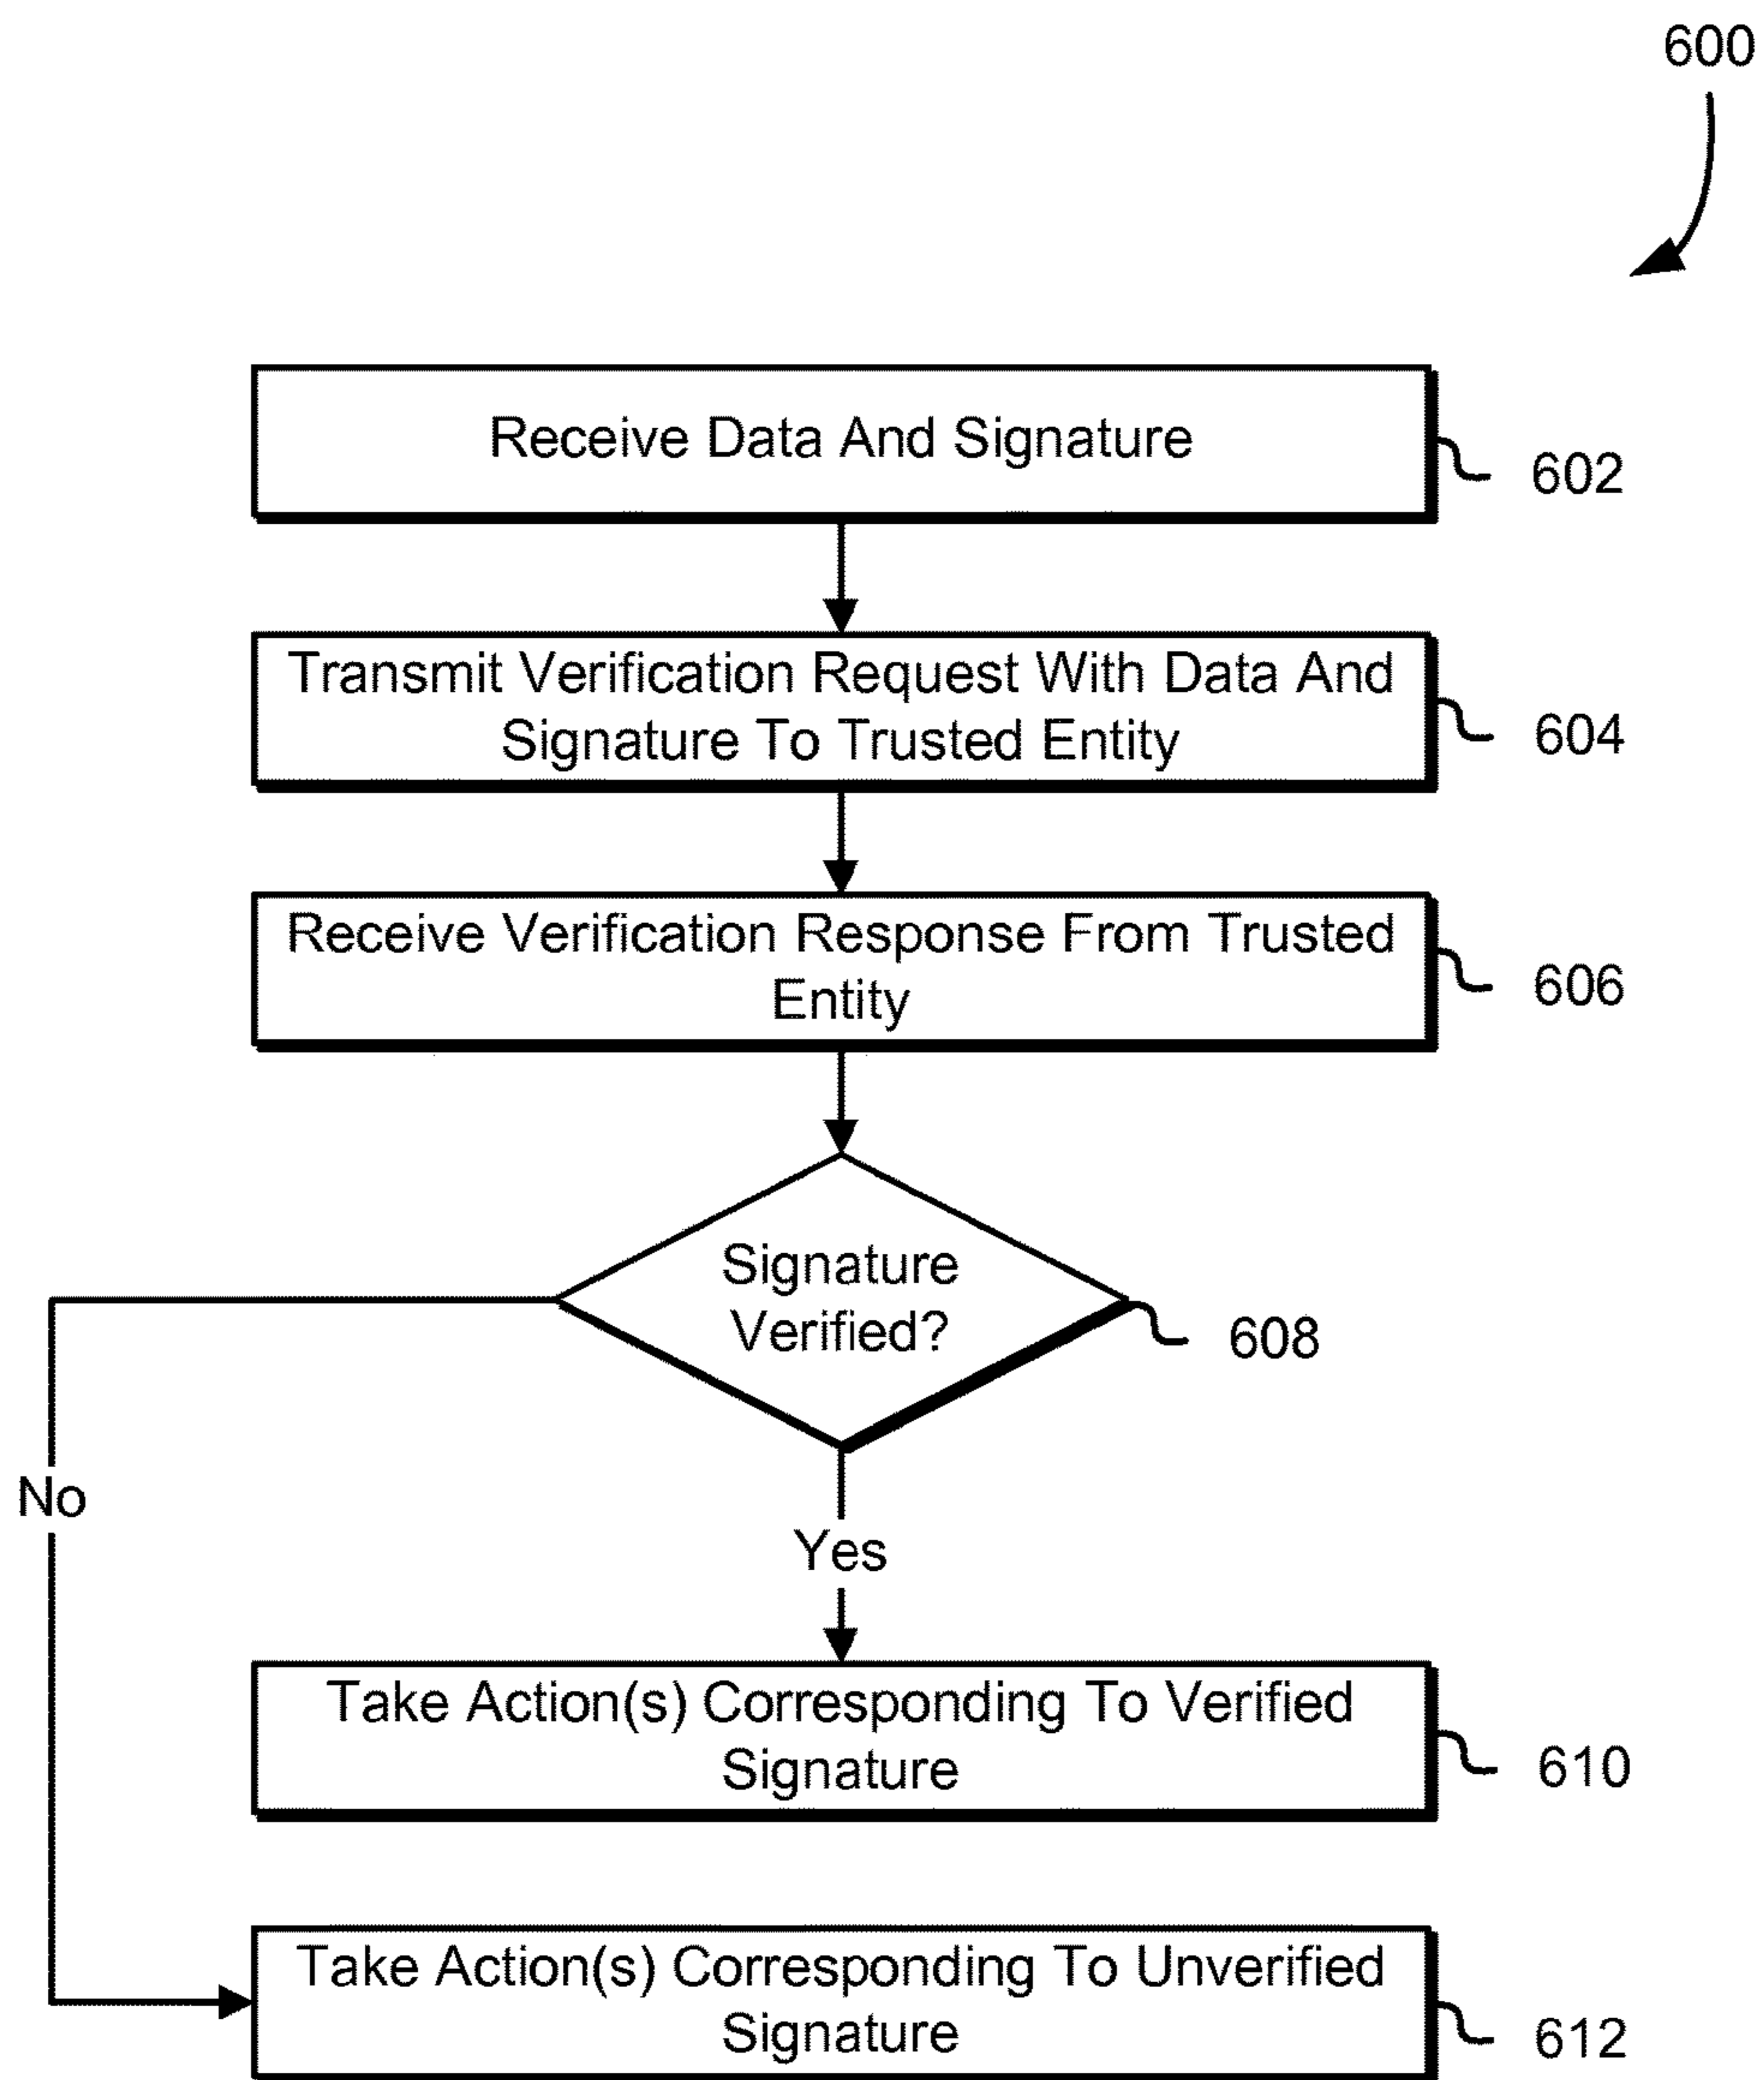 600
Receive Data And Signature
602
Transmit Verification Request With Data And
Signature To Trusted Entity
604
Receive Verification Response From Trusted
Entity
606
Signature
Verified?
608
No
Yes
Take Action(s) Corresponding To Verified
Signature
610
Take Action(s) Corresponding To Unverified
Signature
612